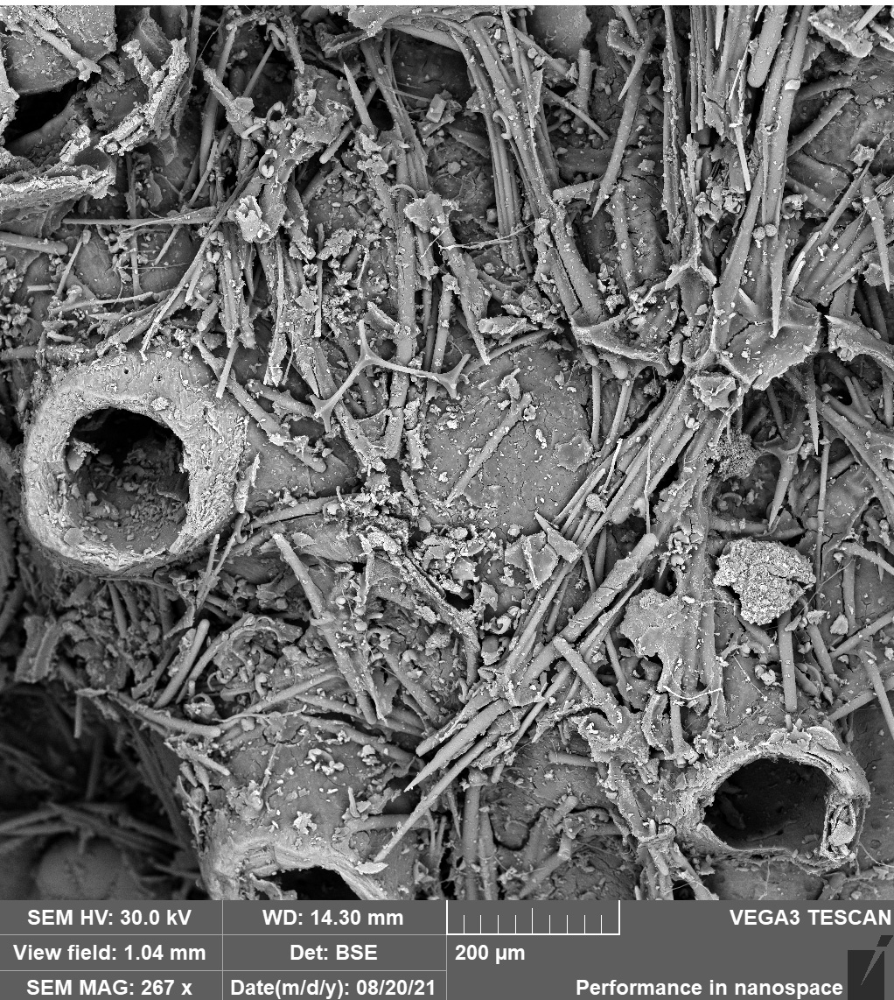 SEM HV: 30.0 kV
WD: 14.30 mm
VEGA3 TESCAN
View field: 1.04 mm
Det: BSE
200 µm
SEM MAG: 267 x
Date(m/d/y): 08/20/21
Performance in nanospace